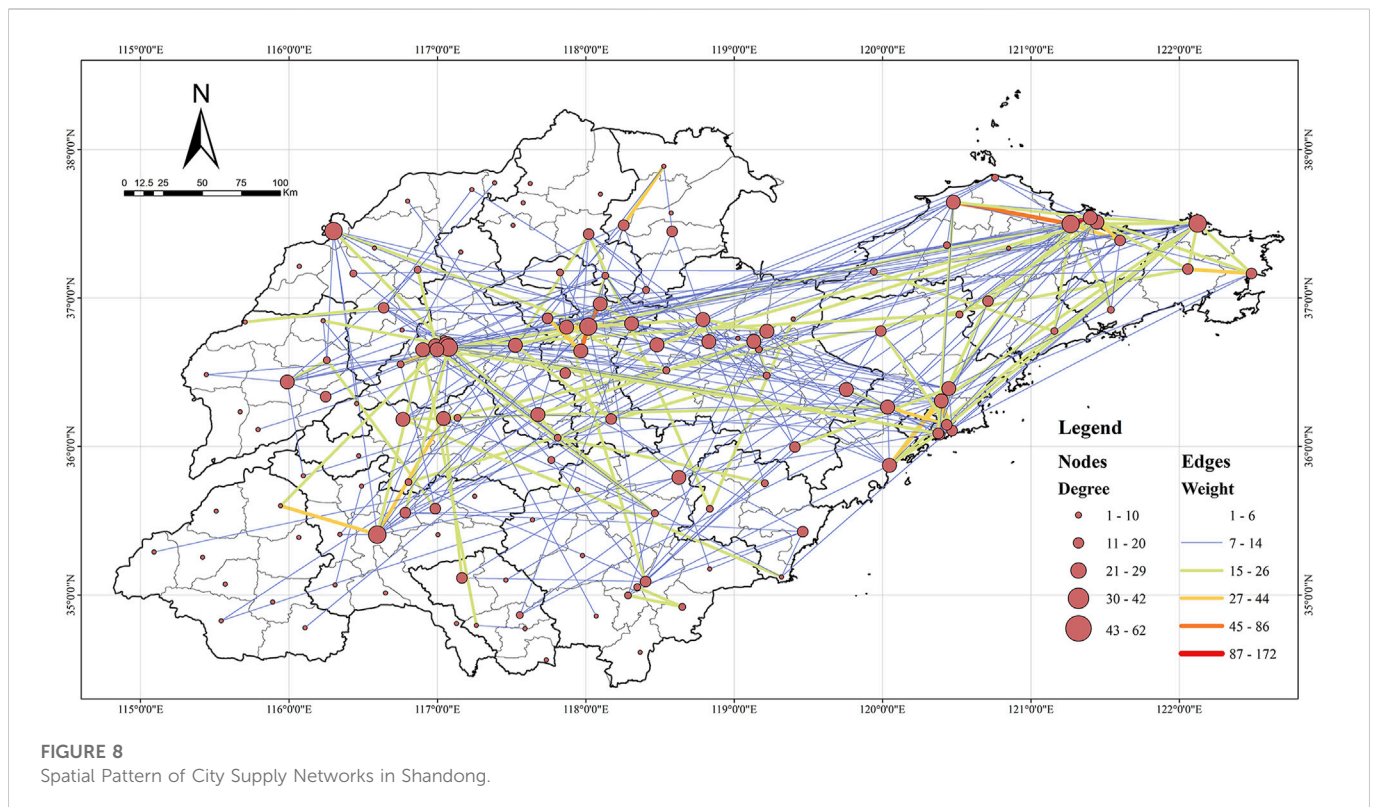 115°0'0"E 116°0'0"E 117°0'0"E 118°0'0"E 119°0'0"E 120°0'0"E 121°0'0"E 122°0'0"E
N
0 12.5 25 50 75 100
Km
38°0'0"N 38°0'0"N
37°0'0"N 37°0'0"N
36°0'0"N 36°0'0"N
35°0'0"N 35°0'0"N
Legend
Nodes Edges
Degree Weight
1 - 10 1 - 6
11 - 20 7 - 14
21 - 29 15 - 26
30 - 42 27 - 44
43 - 62 45 - 86
87 - 172
115°0'0"E 116°0'0"E 117°0'0"E 118°0'0"E 119°0'0"E 120°0'0"E 121°0'0"E 122°0'0"E
FIGURE 8
Spatial Pattern of City Supply Networks in Shandong.